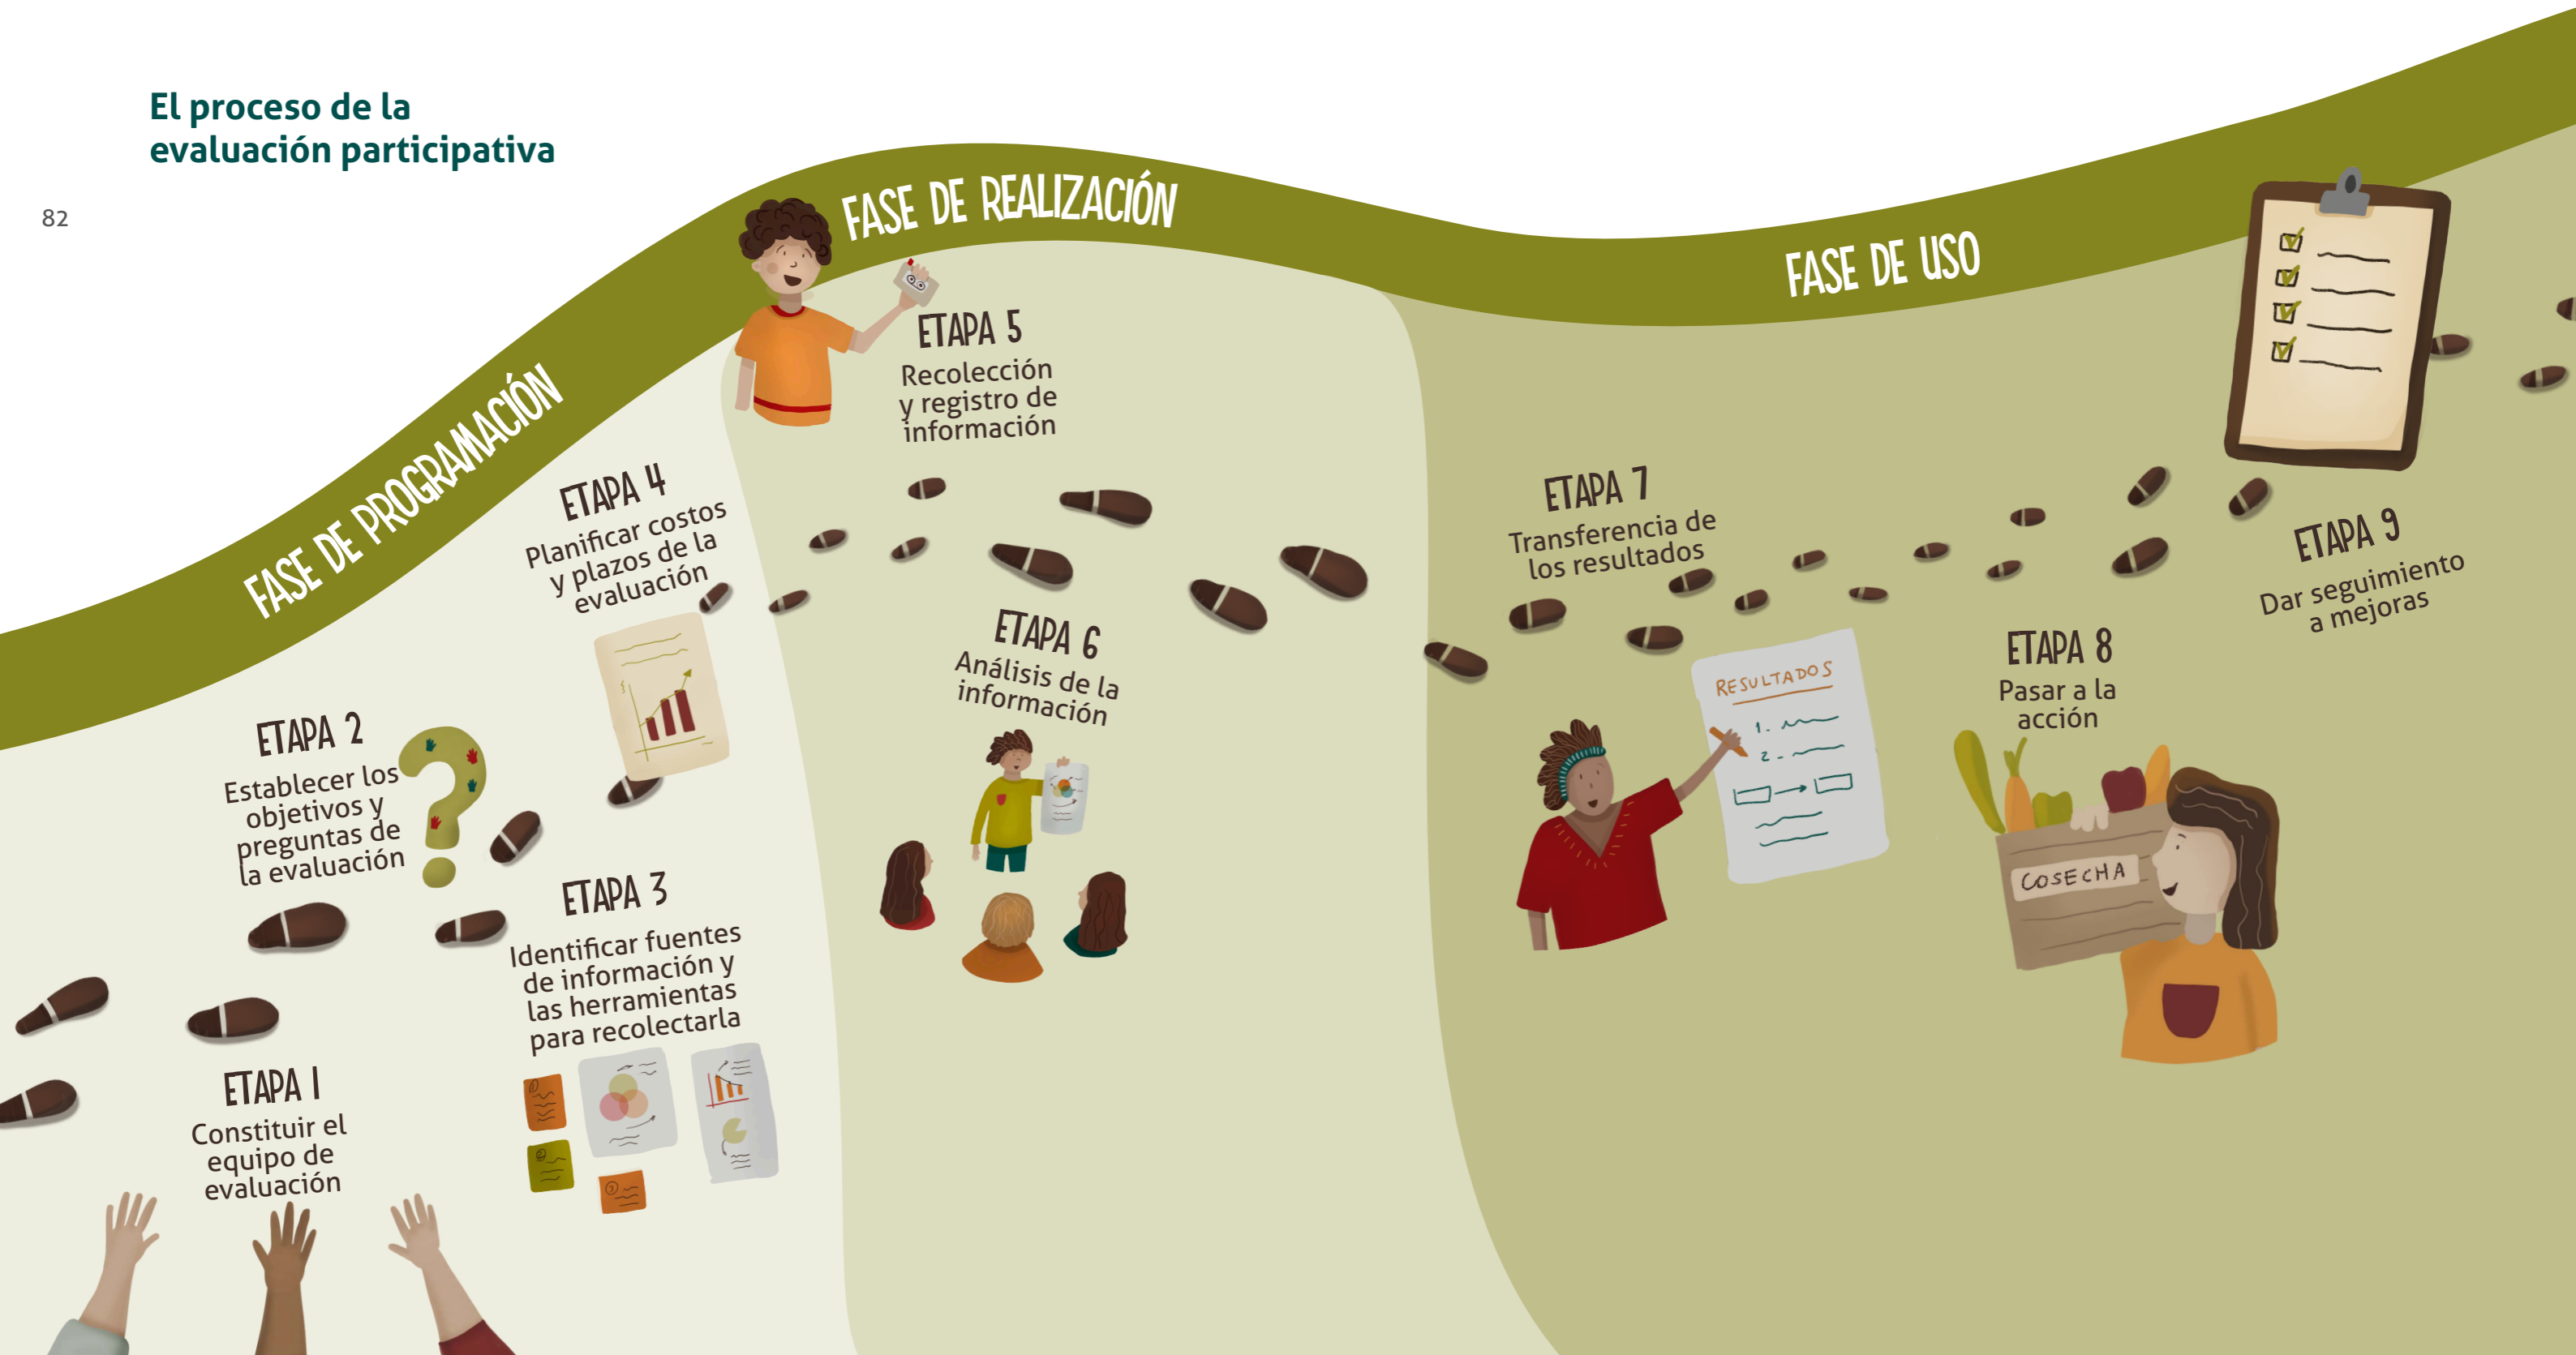 El proceso de la
evaluación participativa
82
FASE DE PROGRAMACIÓN
ETAPA 1
Constituir el
equipo de
evaluación
ETAPA 2
Establecer los
objetivos y
preguntas de
la evaluación
ETAPA 3
Identificar fuentes
de información y
las herramientas
para recolectarla
ETAPA 4
Planificar costos
y plazos de la
evaluación
FASE DE REALIZACIÓN
ETAPA 5
Recolección
y registro de
información
ETAPA 6
Análisis de la
información
FASE DE USO
ETAPA 7
Transferencia de
los resultados
RESULTADOS
1.
2-
ETAPA 8
Pasar a la
acción
COSECHA
ETAPA 9
Dar seguimiento
a mejoras